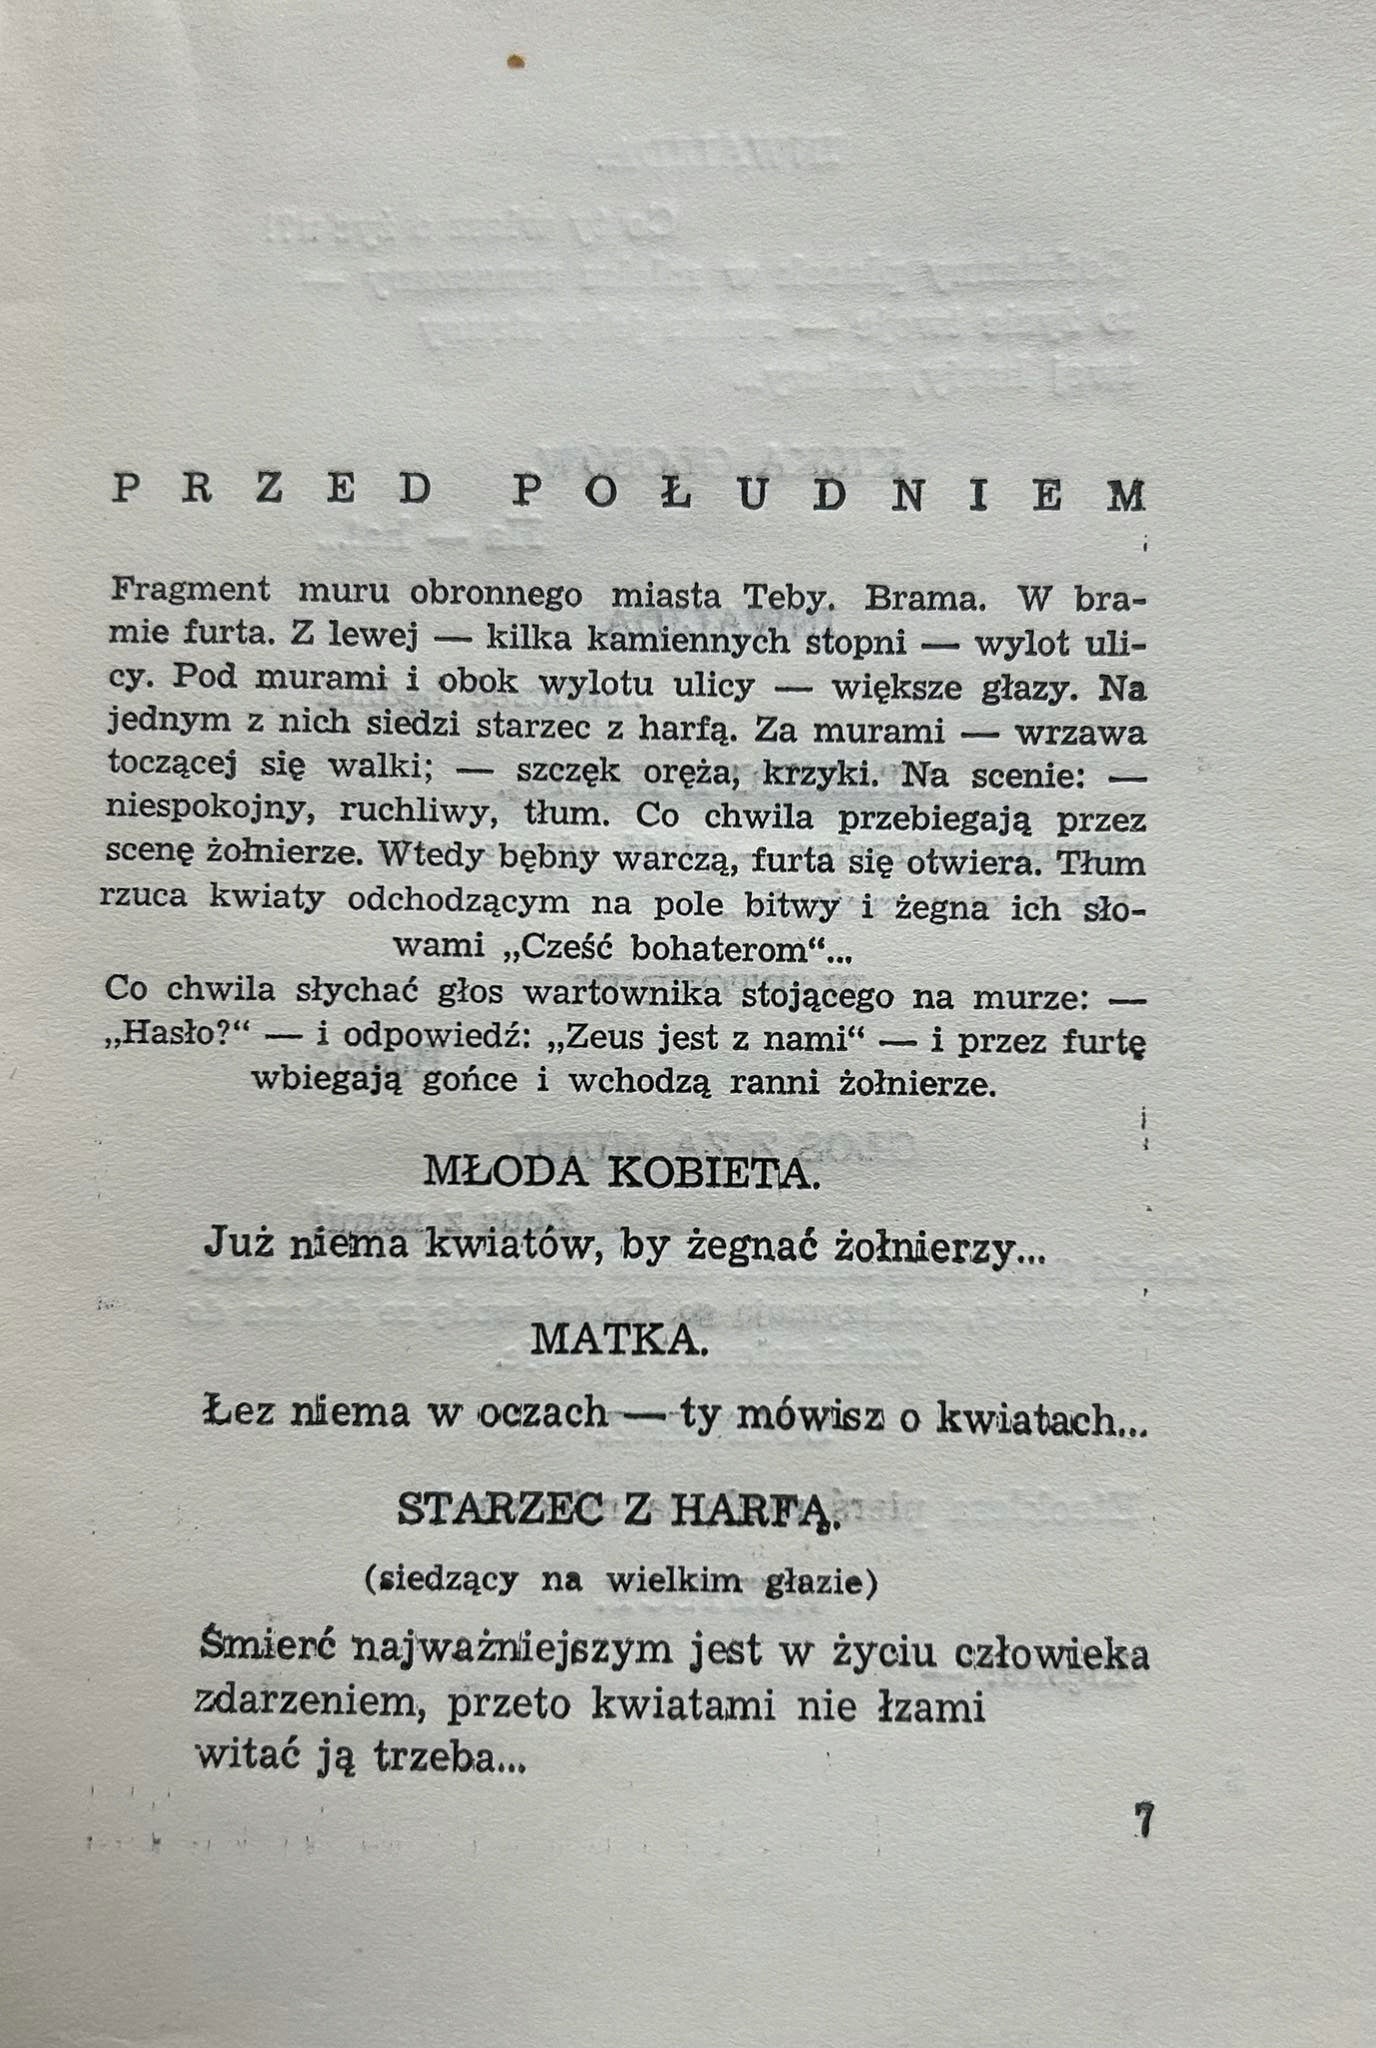 PRZED POŁUDNIEM
Fragment muru obronnego miasta Teby. Brama. W bra-
mie furta. Z lewej — kilka kamiennych stopni — wylot uli-
cy. Pod murami i obok wylotu ulicy — większe głazy. Na
jednym z nich siedzi starzec z harfą. Za murami — wrzawa
toczącej się walki; — szczęk oręża, krzyki. Na scenie: —
niespokojny, ruchliwy, tłum. Co chwila przebiegają przez
scenę żołnierze. Wtedy bębny warczą, furta się otwiera. Tłum
rzuca kwiaty odchodzącym na pole bitwy i żegna ich sło-
wami „Cześć bohaterom“...
Co chwila słychać głos wartownika stojącego na murze: —
„Hasło?“ — i odpowiedź: „Zeus jest z nami“ — i przez furtę
wbiegają gońce i wchodzą ranni żołnierze.
MŁODA KOBIETA.
Już niema kwiatów, by żegnać żołnierzy...
MATKA.
Łez niema w oczach — ty mówisz o kwiatach...
STARZEC Z HARFĄ.
(siedzący na wielkim głazie)
Śmierć najważniejszym jest w życiu człowieka
zdarzeniem, przeto kwiatami nie łzami
witać ją trzeba...
7